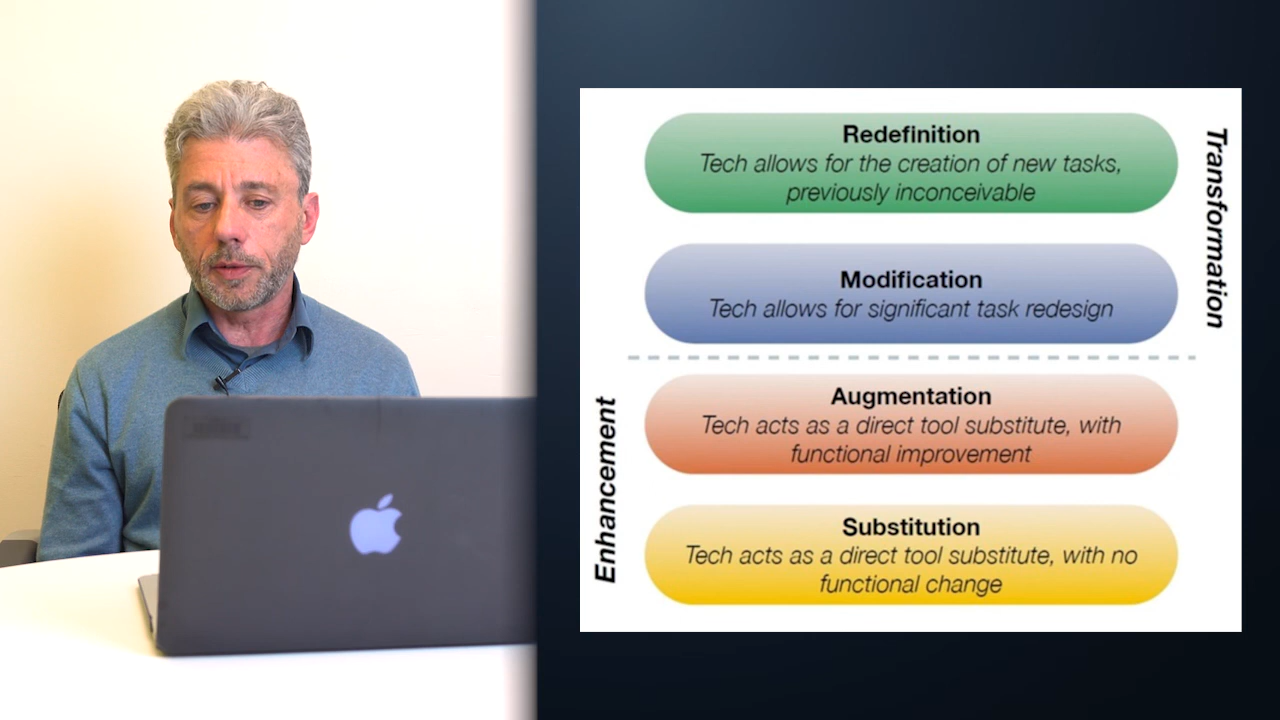 Redefinition
Tech allows for the creation of new tasks,
previously inconceivable
Transformation
Modification
Tech allows for significant task redesign
Augmentation
Tech acts as a direct tool substitute, with
functional improvement
Enhancement
Substitution
Tech acts as a direct tool substitute, with no
functional change